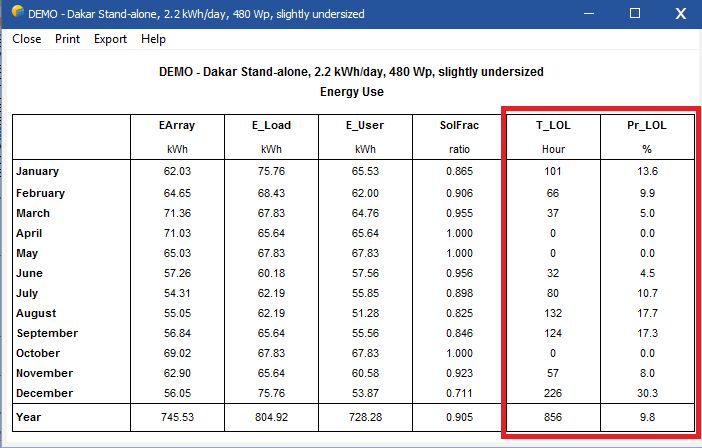 DEMO - Dakar Stand-alone, 2.2 kWh/day, 480 Wp, slightly undersized
Close Print Export Help
DEMO - Dakar Stand-alone, 2.2 kWh/day, 480 Wp, slightly undersized
Energy Use
EArray E_Load E_User SolFrac T_LOL Pr_LOL
kWh kWh kWh ratio Hour %
January 62.03 75.76 65.53 0.865 101 13.6
February 64.65 68.43 62.00 0.906 66 9.9
March 71.36 67.83 64.76 0.955 37 5.0
April 71.03 65.64 65.64 1.000 0 0.0
May 65.03 67.83 67.83 1.000 0 0.0
June 57.26 60.18 57.56 0.956 32 4.5
July 54.31 62.19 55.85 0.898 80 10.7
August 55.05 62.19 51.28 0.825 132 17.7
September 56.84 65.64 55.56 0.846 124 17.3
October 69.02 67.83 67.83 1.000 0 0.0
November 62.90 65.64 60.58 0.923 57 8.0
December 56.05 75.76 53.87 0.711 226 30.3
Year 745.53 804.92 728.28 0.905 856 9.8